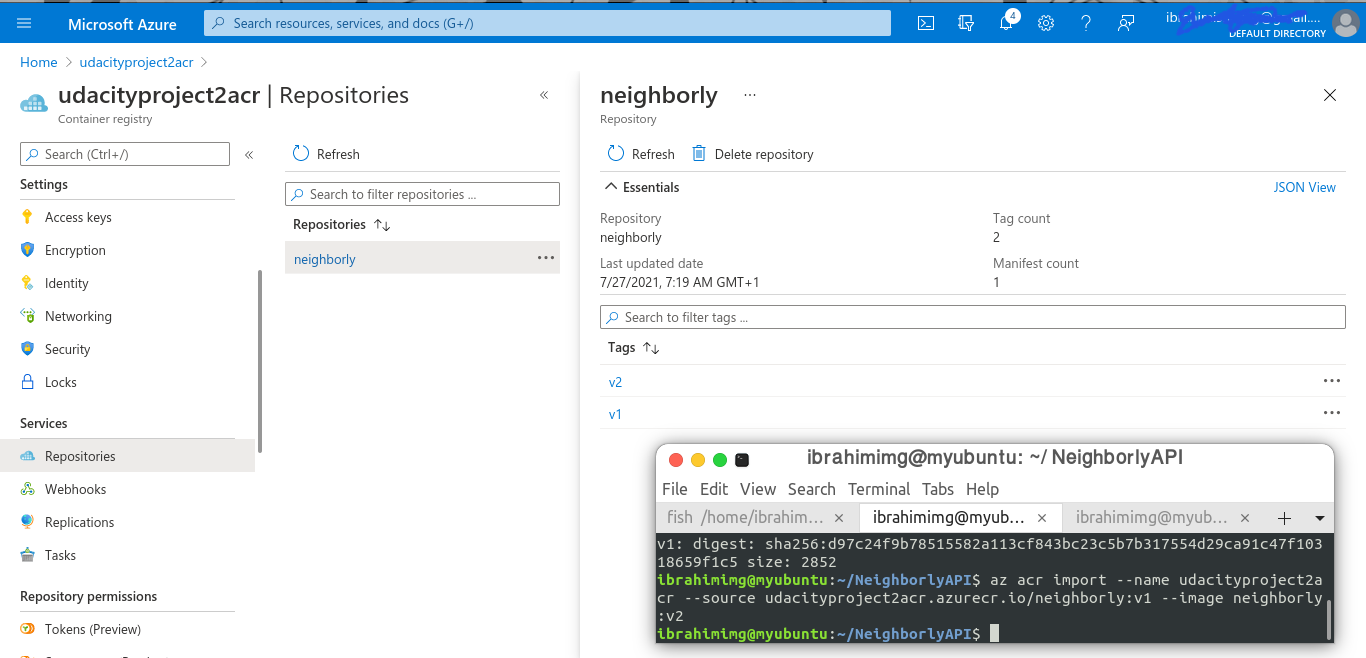 Microsoft Azure
Search resources, services, and docs (G+/)
4
DEFAULT DIRECTORY
Home > udacityproject2acr >
udacityproject2acr | Repositories
Container registry
Search (Ctrl+/)
Settings
Access keys
Encryption
Identity
Networking
Security
Locks
Services
Repositories
Webhooks
Replications
Tasks
Repository permissions
Tokens (Preview)
Refresh
Search to filter repositories ...
Repositories
neighborly
neighborly
Repository
Refresh
Delete repository
Essentials
JSON View
Repository
neighborly
Tag count
2
Last updated date
7/27/2021, 7:19 AM GMT+1
Manifest count
1
Search to filter tags ...
Tags
v2
v1
ibrahimimg@myubuntu: ~/ NeighborlyAPI
File Edit View Search Terminal Tabs Help
fish /home/ibrahim... × ibrahimimg@myub... × ibrahimimg@myub... ×
v1: digest: sha256:d97c24f9b78515582a113cf843bc23c5b7b317554d29ca91c47f103
18659f1c5 size: 2852
ibrahimimg@myubuntu:~/NeighborlyAPI$ az acr import --name udacityproject2a
cr --source udacityproject2acr.azurecr.io/neighborly:v1 --image neighborly
:v2
ibrahimimg@myubuntu:~/NeighborlyAPI$